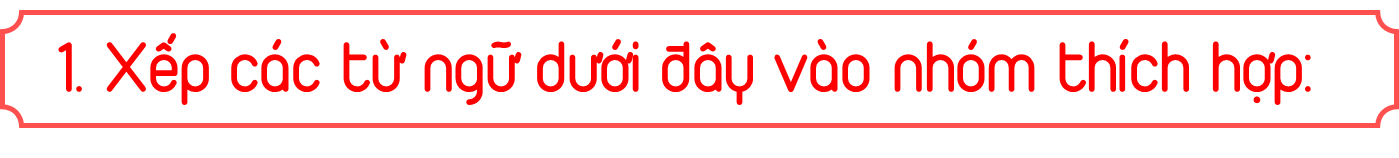 1. Xếp các từ ngữ dưới đây vào nhóm thích hợp: